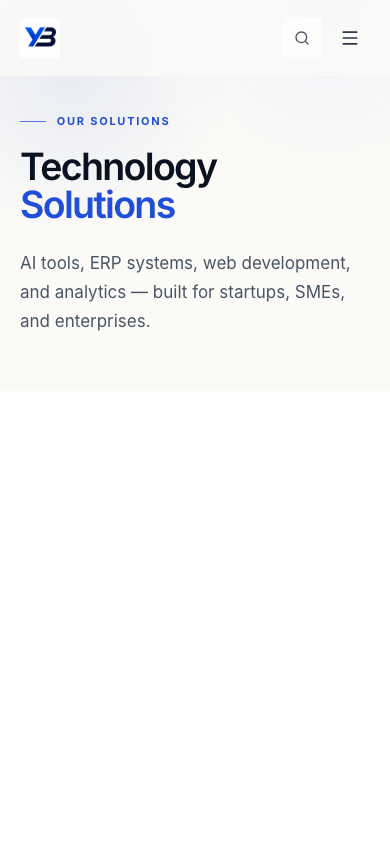 YB
OUR SOLUTIONS
Technology
Solutions
AI tools, ERP systems, web development,
and analytics — built for startups, SMEs,
and enterprises.